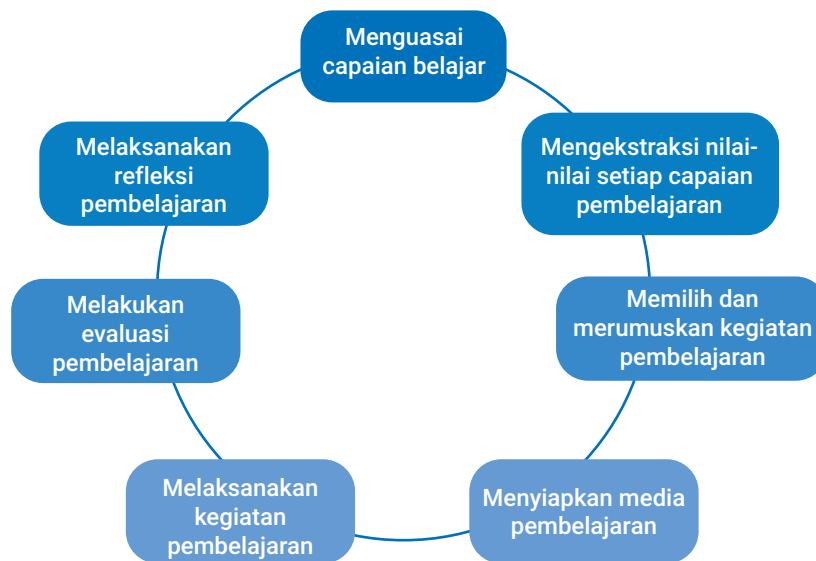 Menguasai
capaian belajar
Mengekstraksi nilai-
nilai setiap capaian
pembelajaran
Memilih dan
merumuskan kegiatan
pembelajaran
Menyiapkan media
pembelajaran
Melaksanakan
kegiatan
pembelajaran
Melakukan
evaluasi
pembelajaran
Melaksanakan
refleksi
pembelajaran